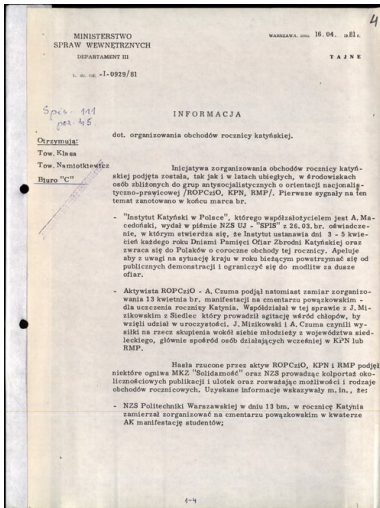 4
MINISTERSTWO
SPRAW WEWNĘTRZNYCH
DEPARTAMENT III
WARSZAWA, dnia 16.04. 1981 r.
TAJNE
L. dz. OK. -I-0929/81
Spis - 111
poz. 45.
INFORMACJA
Otrzymują:
Tow. Klasa
Tow. Namiotkiewicz
Biuro "C"
dot. organizowania obchodów rocznicy katyńskiej.
Inicjatywa zorganizowania obchodów rocznicy katyń-
skiej podjęta została, tak jak i w latach ubiegłych, w środowiskach
osób zbliżonych do grup antysocjalistycznych o orientacji nacjonalis-
tyczno-prawicowej /ROPCziO, KPN, RMP/. Pierwsze sygnały na ten
temat zanotowano w końcu marca br.
- "Instytut Katyński w Polsce", którego współzałożycielem jest A. Ma-
cedoński, wydał w piśmie NZS UJ - "SPIS" z 26.03. br. oświadcze-
nie, w którym stwierdza się, że Instytut ustanawia dni 3 - 5 kwie-
cień każdego roku Dniami Pamięci Ofiar Zbrodni Katyńskiej oraz
zwraca się do Polaków o coroczne obchody tej rocznicy. Apeluje
aby z uwagi na sytuację kraju w roku bieżącym powstrzymać się od
publicznych demonstracji i ograniczyć się do modlitw za dusze
ofiar.
- Aktywista ROPCziO - A. Czuma podjął natomiast zamiar zorgani-
zowania 13 kwietnia br. manifestacji na cmentarzu powązkowskim -
dla uczczenia rocznicy Katynia. Współdziałał w tej sprawie z J. Mi-
zikowskim z Siedlec który prowadził agitację wśród chłopów, by
wzięli udział w uroczystości. J. Mizikowski i A. Czuma czynili wy-
siłki na rzecz skupienia wokół siebie młodzieży z województwa sied-
leckiego, głównie spośród osób działających wcześniej w KPN lub
RMP.
Hasła rzucone przez aktyw ROPCziO, KPN i RMP podjęły
niektóre ogniwa MKZ "Solidarność" oraz NZS prowadząc kolportaż oko-
licznościowych publikacji i ulotek oraz rozważając możliwości i rodzaje
obchodów rocznicowych. Uzyskane informacje wskazywały m. in., że:
- NZS Politechniki Warszawskiej w dniu 13 bm. w rocznicę Katynia
zamierzał zorganizować na cmentarzu powązkowskim w kwaterze
AK manifestację studentów;